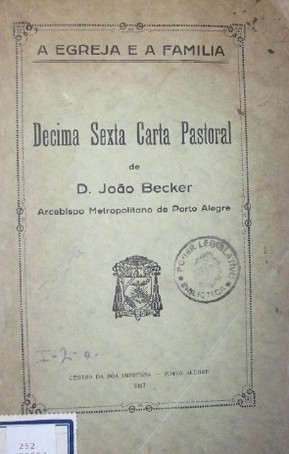 A EGREJA E A FAMILIA
Decima Sexta Carta Pastoral
de
D. João Becker
Arcebispo Metropolitano de Porto Alegre
PODER LEGISLATIVO
BIBLIOTECA
I-2-a.
CENTRO DA BOA IMPRENSA — PORTO ALEGRE
252